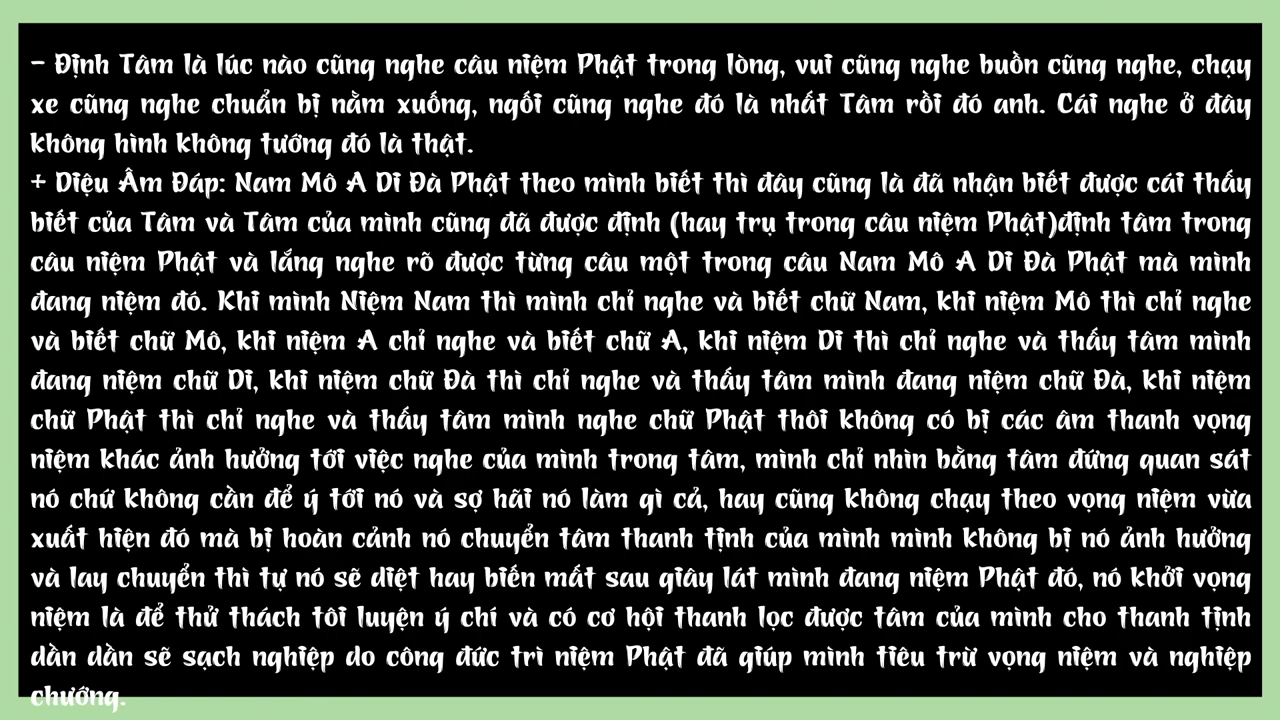 – Định Tâm là lúc nào cũng nghe câu niệm Phật trong lòng, vui cũng nghe buồn cũng nghe, chạy
xe cũng nghe chuẩn bị nằm xuống, ngối cũng nghe đó là nhất Tâm rồi đó anh. Cái nghe ở đây
không hình không tướng đó là thật.
+ Diệu Âm Đáp: Nam Mô A Di Đà Phật theo mình biết thì đây cũng là đã nhận biết được cái thấy
biết của Tâm và Tâm của mình cũng đã được định (hay trụ trong câu niệm Phật)định tâm trong
câu niệm Phật và lắng nghe rõ được từng câu một trong câu Nam Mô A Di Đà Phật mà mình
đang niệm đó. Khi mình Niệm Nam thì mình chỉ nghe và biết chữ Nam, khi niệm Mô thì chỉ nghe
và biết chữ Mô, khi niệm A chỉ nghe và biết chữ A, khi niệm Di thì chỉ nghe và thấy tâm mình
đang niệm chữ Di, khi niệm chữ Đà thì chỉ nghe và thấy tâm mình đang niệm chữ Đà, khi niệm
chữ Phật thì chỉ nghe và thấy tâm mình nghe chữ Phật thôi không có bị các âm thanh vọng
niệm khác ảnh hưởng tới việc nghe của mình trong tâm, mình chỉ nhìn bằng tâm đứng quan sát
nó chứ không cần để ý tới nó và sợ hãi nó làm gì cả, hay cũng không chạy theo vọng niệm vừa
xuất hiện đó mà bị hoàn cảnh nó chuyển tâm thanh tịnh của mình mình không bị nó ảnh hưởng
và lay chuyển thì tự nó sẽ diệt hay biến mất sau giây lát mình đang niệm Phật đó, nó khởi vọng
niệm là để thử thách tôi luyện ý chí và có cơ hội thanh lọc được tâm của mình cho thanh tịnh
dần dần sẽ sạch nghiệp do công đức trì niệm Phật đã giúp mình tiêu trừ vọng niệm và nghiệp
chướng.